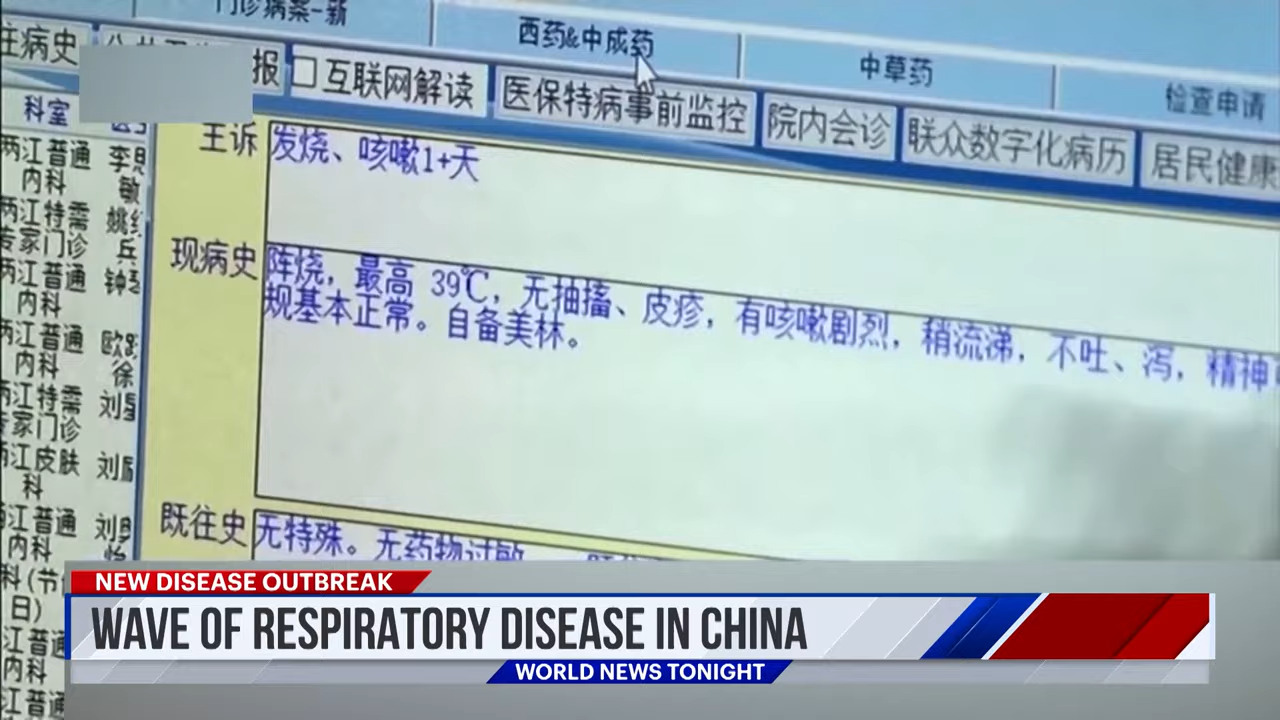 门诊病案-新
西药&中成药
中草药
检查申请
往病史
报
互联网解读
医保特病事前监控
院内会诊
联众数字化病历
居民健康
科室
主诉
发烧、咳嗽1+天
两江普通
内科
敏
两江特需
专家门诊
兵
现病史
阵烧，最高 39℃，无抽搐、皮疹，有咳嗽剧烈，稍流涕，不吐、泻，精神
规基本正常。自备美林。
两江普通
内科
钟
两江普通
内科
欧
徐
两江特需
专家门诊
刘
两江皮肤
科
刘
既往史
无特殊。无药物过敏
两江普通
内科
刘
科(节
日)
江普通
内科
江普通
NEW DISEASE OUTBREAK
WAVE OF RESPIRATORY DISEASE IN CHINA
WORLD NEWS TONIGHT